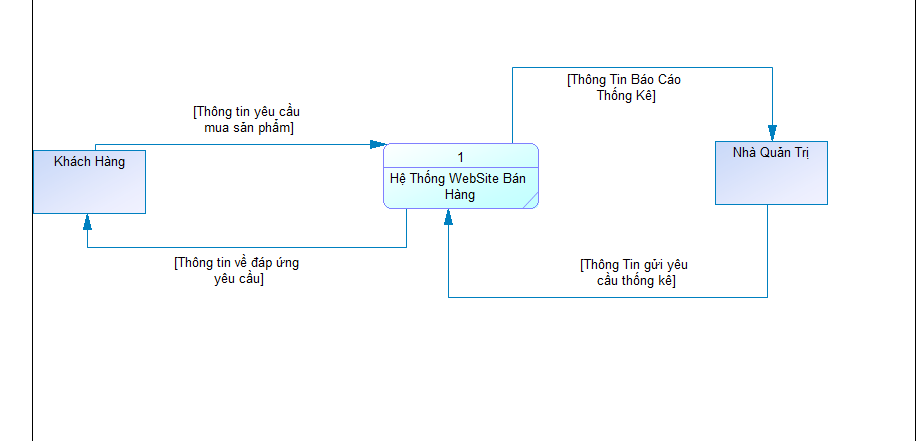 [Thông Tin Báo Cáo
Thống Kê]
[Thông tin yêu cầu
mua sản phẩm]
Khách Hàng
1
Hệ Thống WebSite Bán
Hàng
Nhà Quản Trị
[Thông tin về đáp ứng
yêu cầu]
[Thông Tin gửi yêu
cầu thống kê]